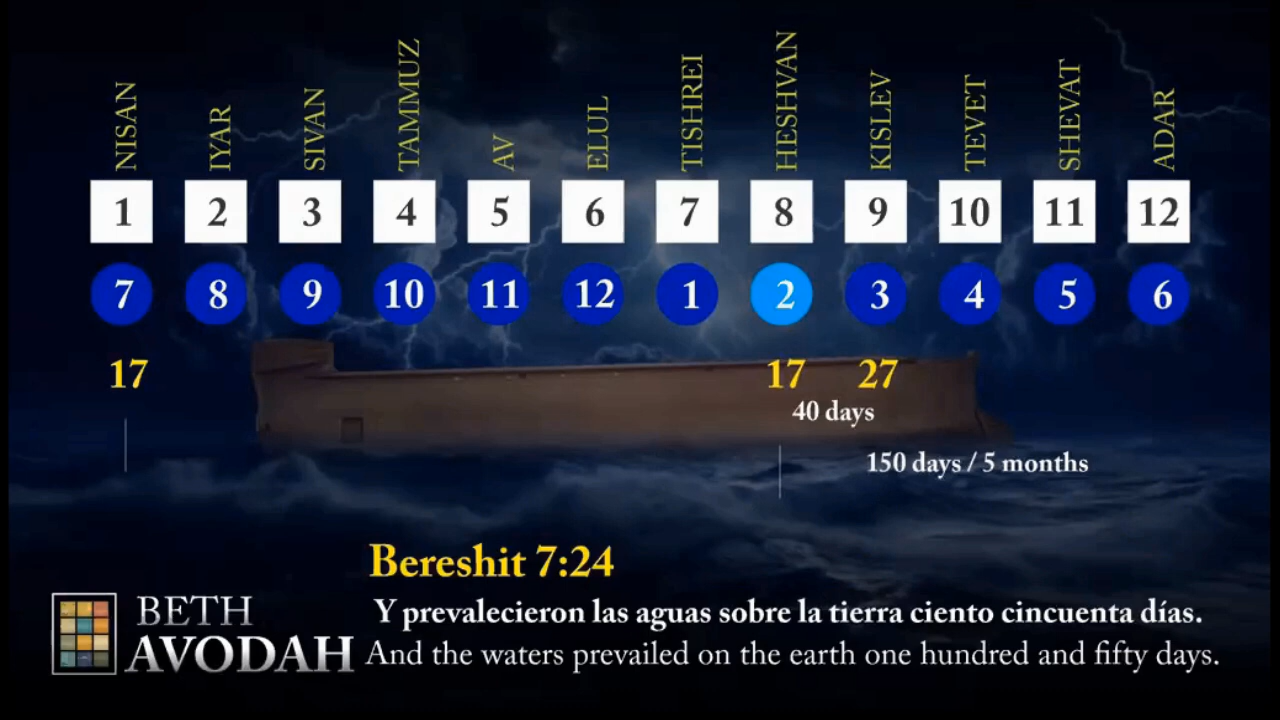 NISAN IYAR SIVAN TAMMUZ AV ELUL TISHREI HESHVAN KISLEV TEVET SHEVAT ADAR
1 2 3 4 5 6 7 8 9 10 11 12
7 8 9 10 11 12 1 2 3 4 5 6
17 17 27
40 days
150 days / 5 months
Bereshit 7:24
Y prevalecieron las aguas sobre la tierra ciento cincuenta días.
And the waters prevailed on the earth one hundred and fifty days.
BETH
AVODAH